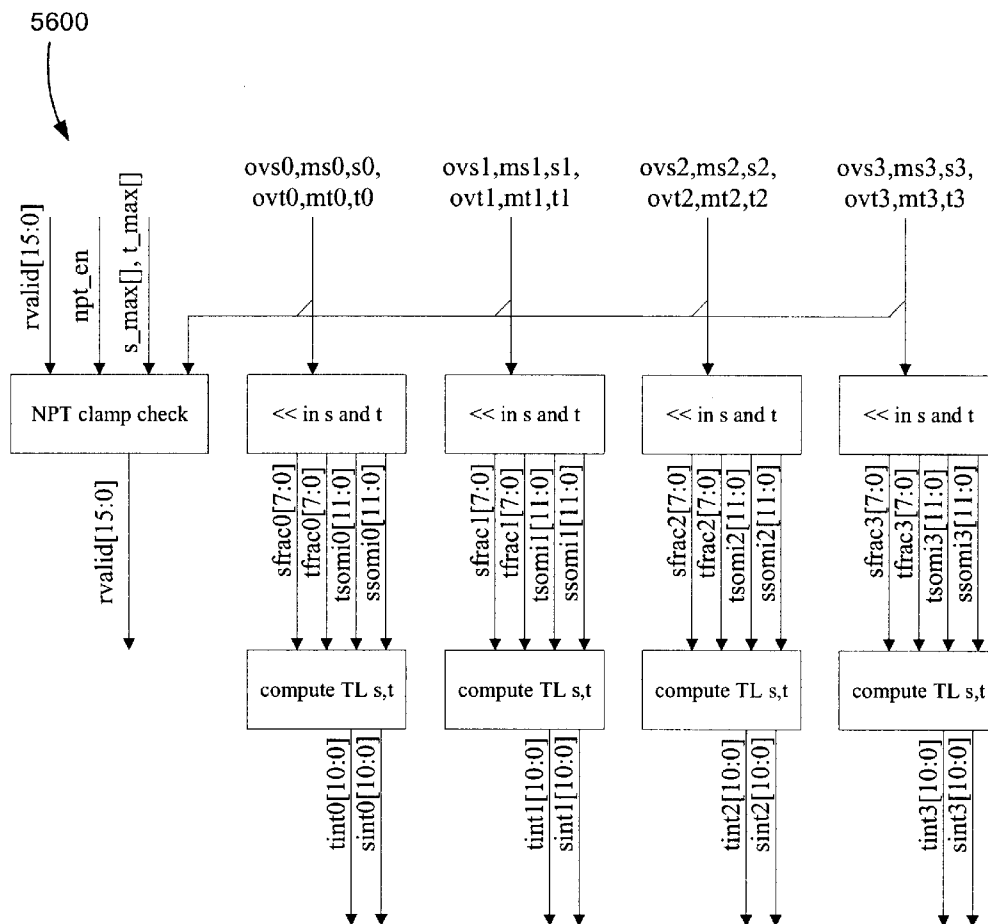 5600
ovs0,ms0,s0,
ovt0,mt0,t0
ovs1,ms1,s1,
ovt1,mt1,t1
ovs2,ms2,s2,
ovt2,mt2,t2
ovs3,ms3,s3,
ovt3,mt3,t3
rvalid[15:0]
npt_en
s_max[], t_max[]
NPT clamp check
<< in s and t
<< in s and t
<< in s and t
<< in s and t
rvalid[15:0]
sfrac0[7:0]
tfrac0[7:0]
tsomi0[11:0]
ssomi0[11:0]
sfrac1[7:0]
tfrac1[7:0]
tsomi1[11:0]
ssomi1[11:0]
sfrac2[7:0]
tfrac2[7:0]
tsomi2[11:0]
ssomi2[11:0]
sfrac3[7:0]
tfrac3[7:0]
tsomi3[11:0]
ssomi3[11:0]
compute TL s,t
compute TL s,t
compute TL s,t
compute TL s,t
tint0[10:0]
sint0[10:0]
tint1[10:0]
sint1[10:0]
tint2[10:0]
sint2[10:0]
tint3[10:0]
sint3[10:0]